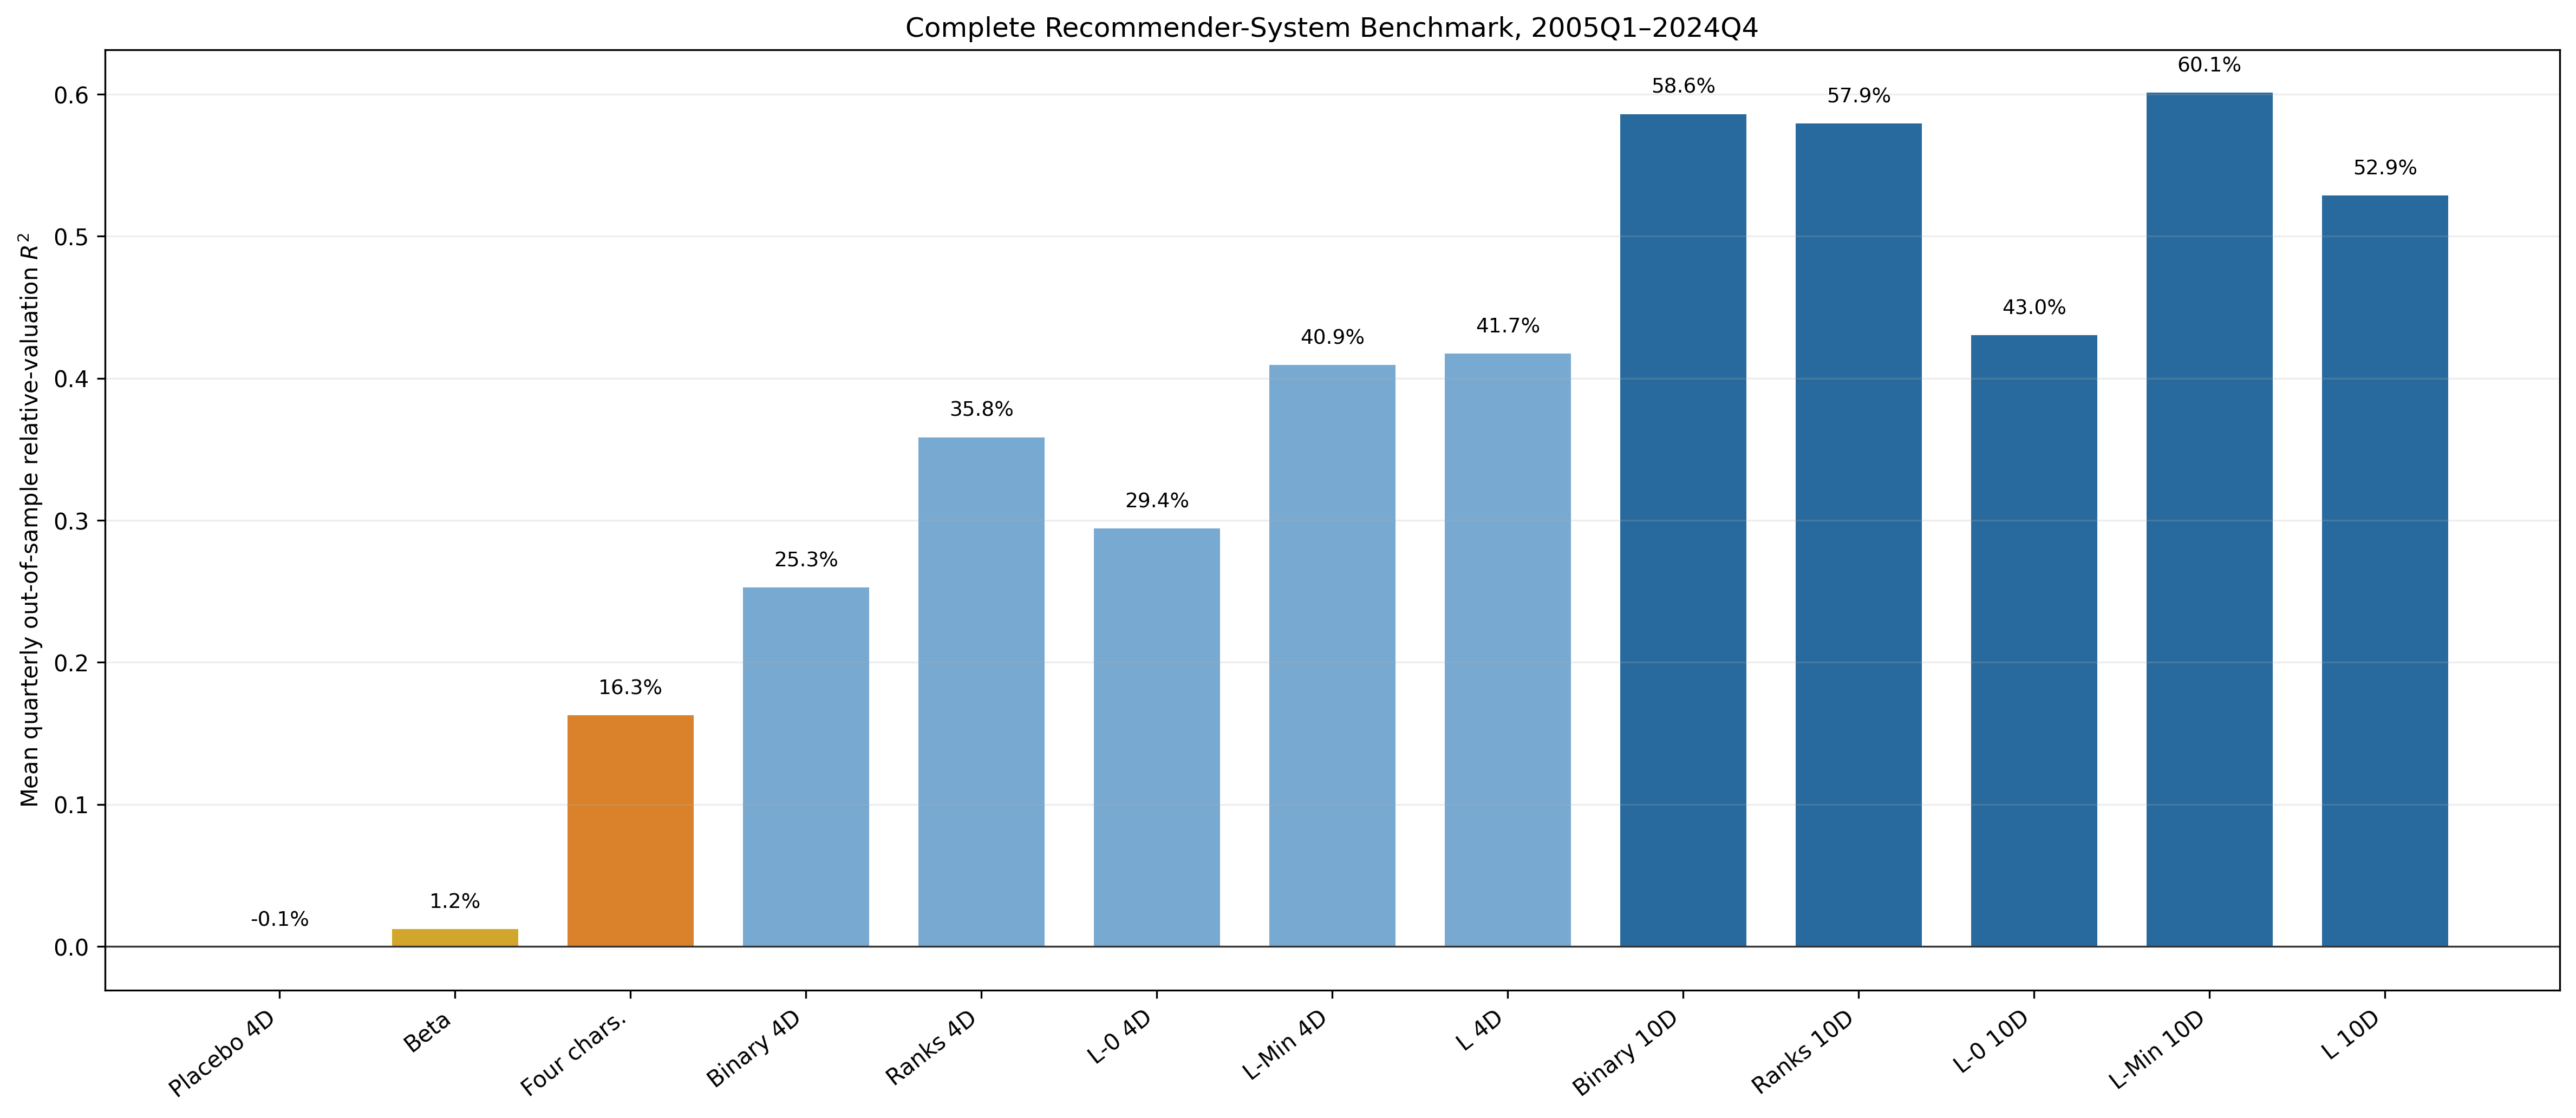 Complete Recommender-System Benchmark, 2005Q1–2024Q4
Mean quarterly out-of-sample relative-valuation R²
0.6
0.5
0.4
0.3
0.2
0.1
0.0
-0.1%
1.2%
16.3%
25.3%
35.8%
29.4%
40.9%
41.7%
58.6%
57.9%
43.0%
60.1%
52.9%
Placebo 4D
Beta
Four chars.
Binary 4D
Ranks 4D
L-0 4D
L-Min 4D
L 4D
Binary 10D
Ranks 10D
L-0 10D
L-Min 10D
L 10D